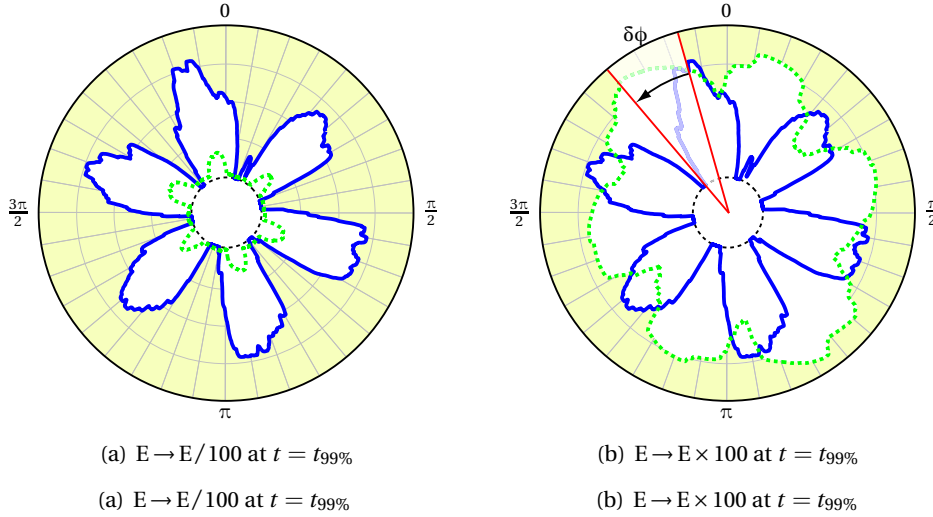 0
0
δϕ
3π/2
π/2
3π/2
π/2
π
π
(a) E → E/100 at t = t99%
(b) E → E × 100 at t = t99%
(a) E → E/100 at t = t99%
(b) E → E × 100 at t = t99%